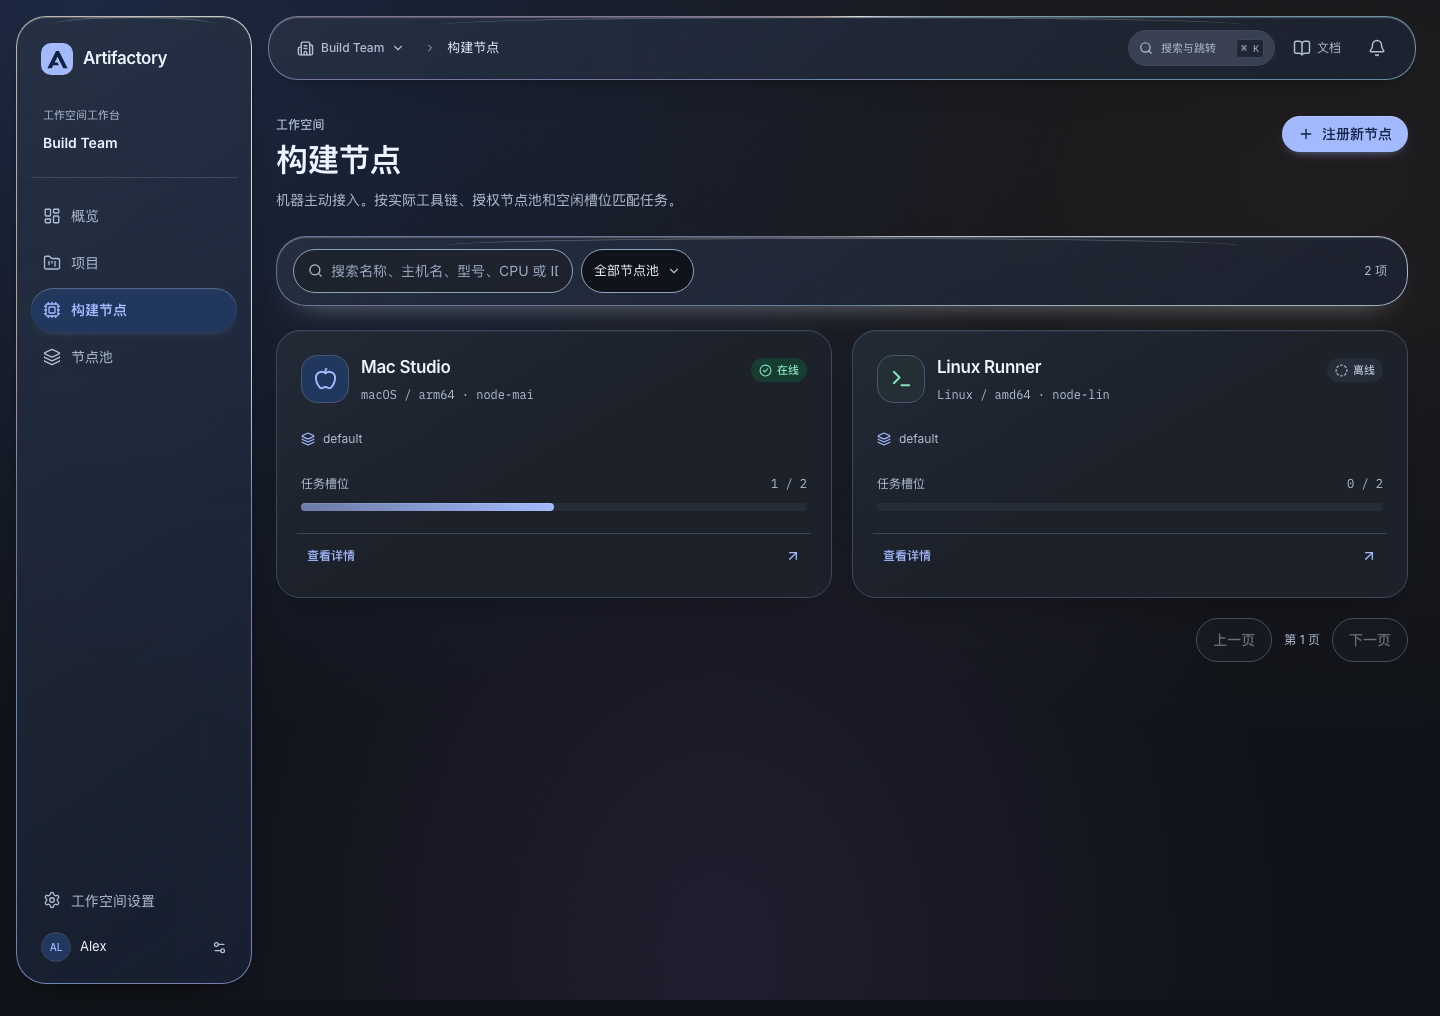 Artifactory
工作空间工作台
Build Team
概览
项目
构建节点
节点池
工作空间设置
AL
Alex
Build Team
构建节点
搜索与跳转
⌘ K
文档
工作空间
构建节点
机器主动接入。按实际工具链、授权节点池和空闲槽位匹配任务。
注册新节点
搜索名称、主机名、型号、CPU 或 ID
全部节点池
2 项
Mac Studio
在线
macOS / arm64 · node-mai
default
任务槽位
1 / 2
查看详情
Linux Runner
离线
Linux / amd64 · node-lin
default
任务槽位
0 / 2
查看详情
上一页
第 1 页
下一页